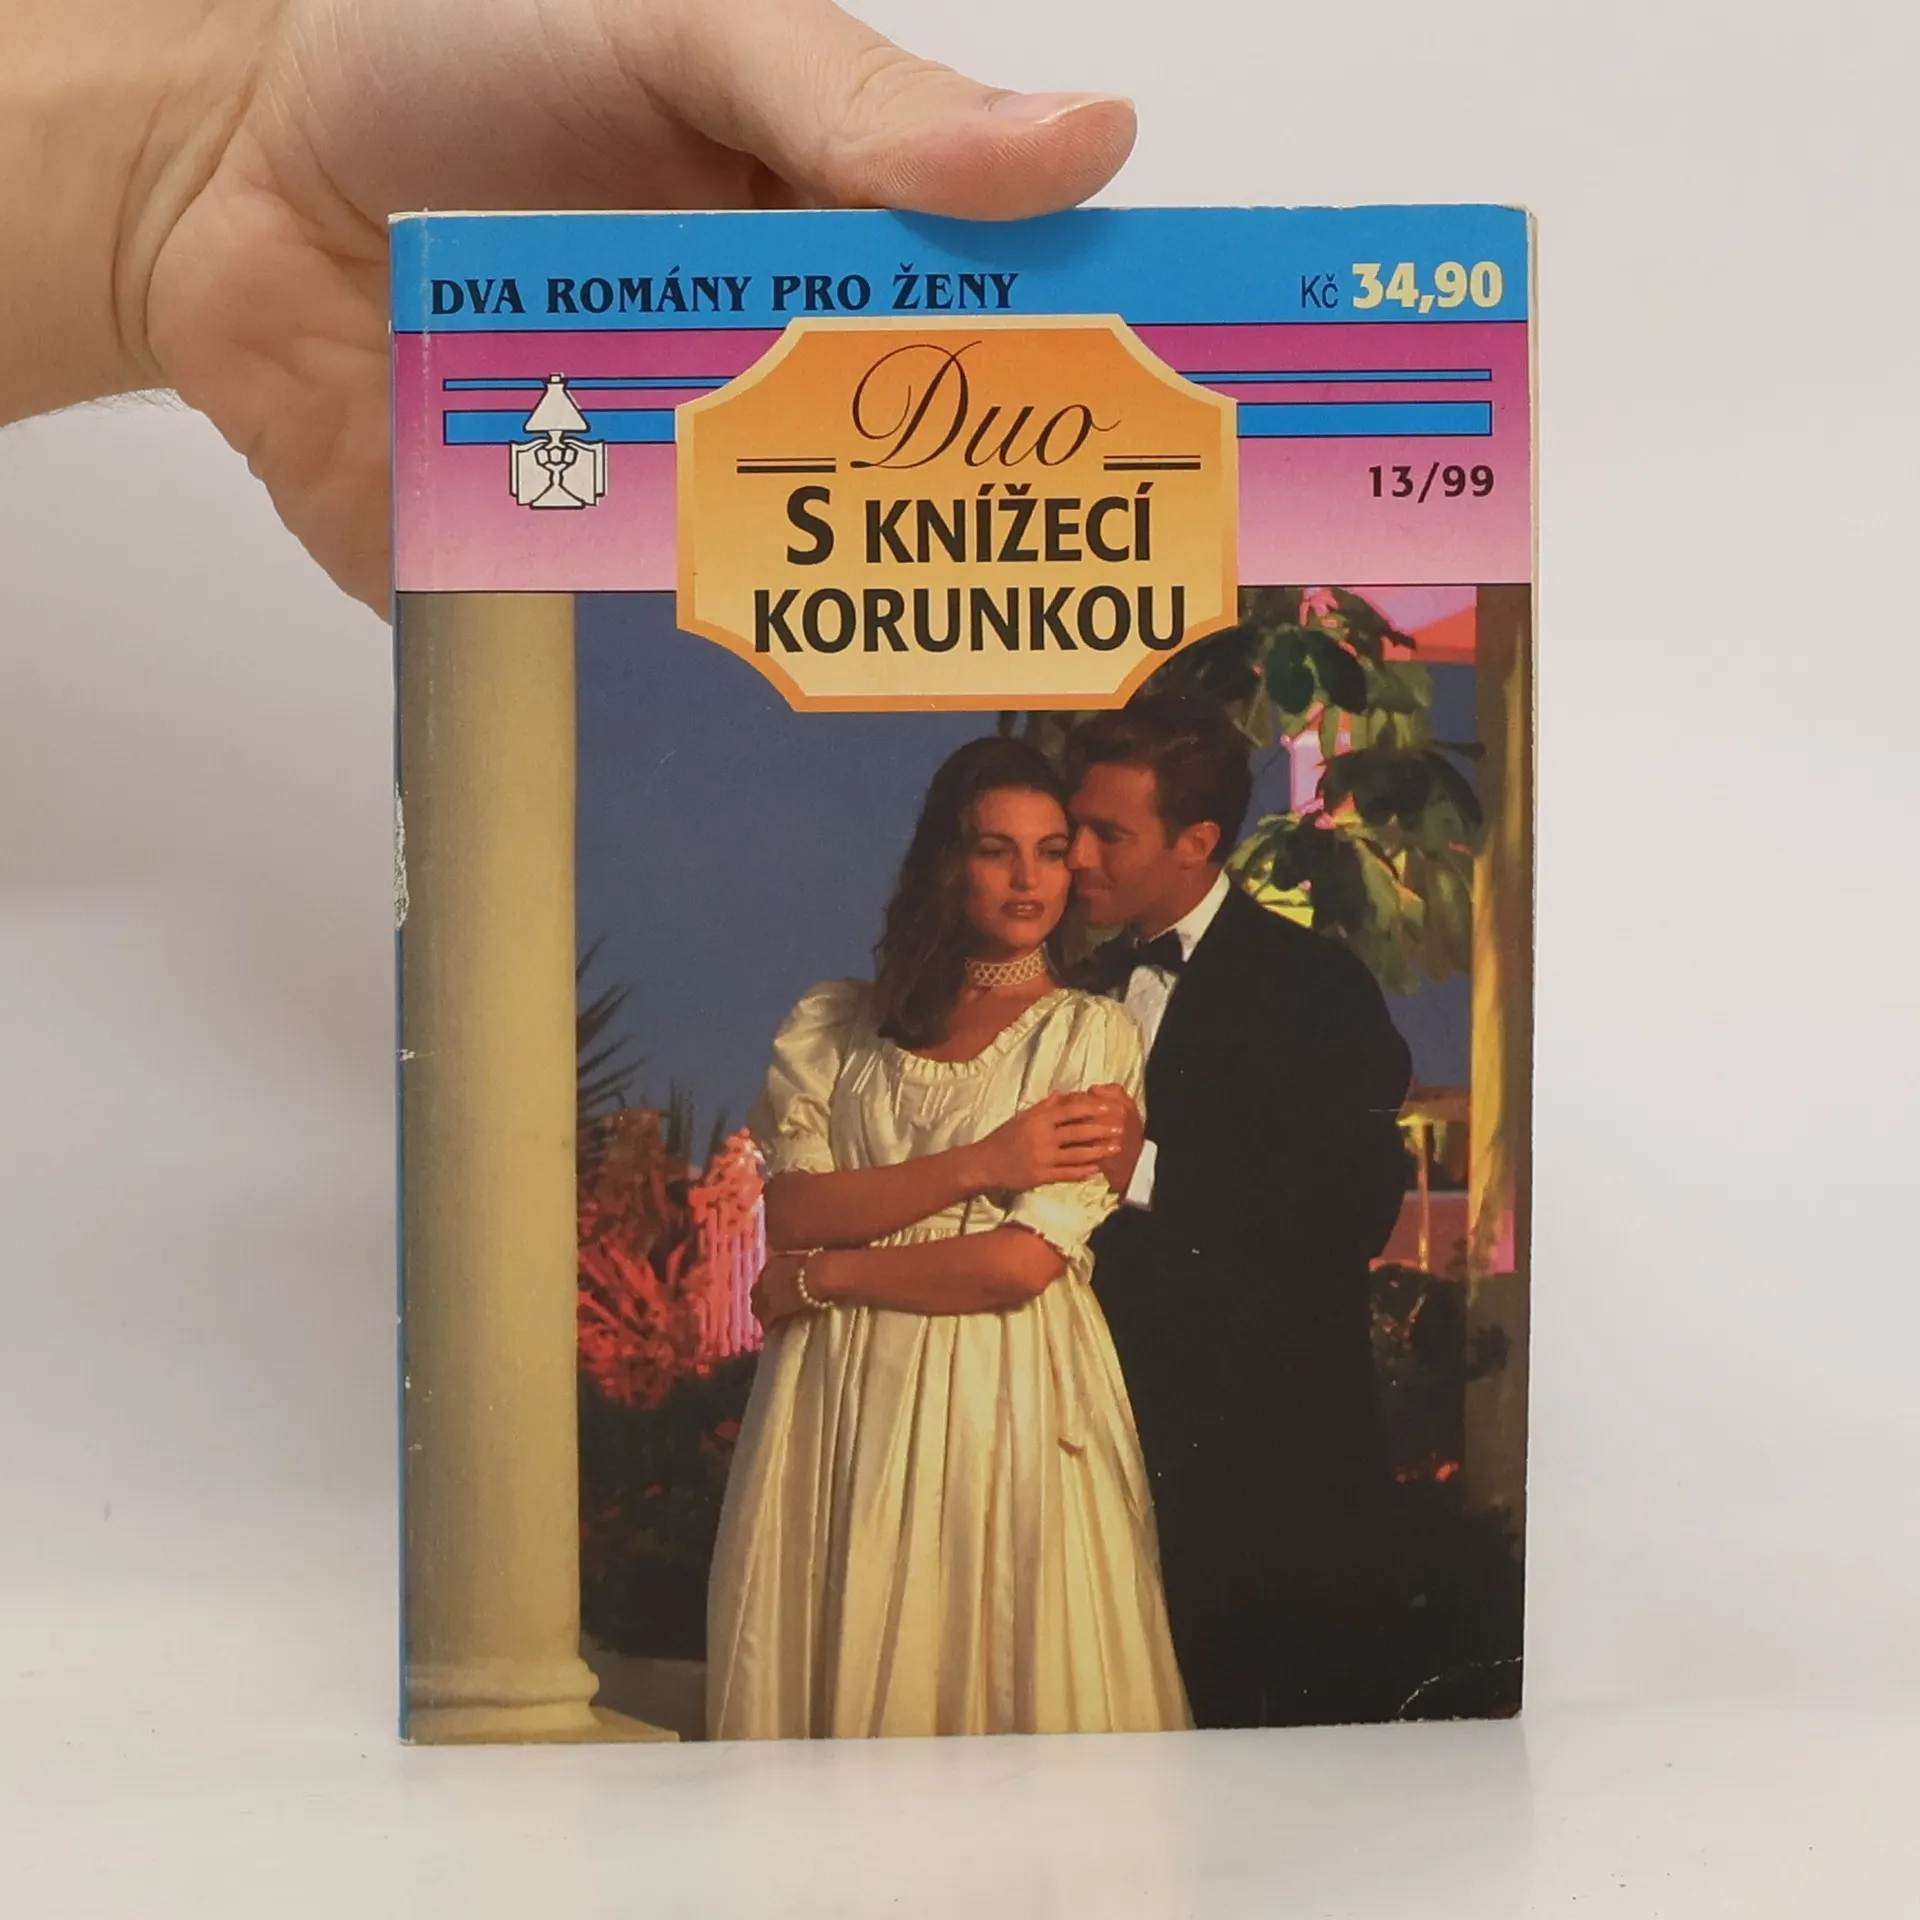 DVA ROMÁNY PRO ŽENY
Kč 34,90
Duo
13/99
S KNÍŽECÍ
KORUNKOU